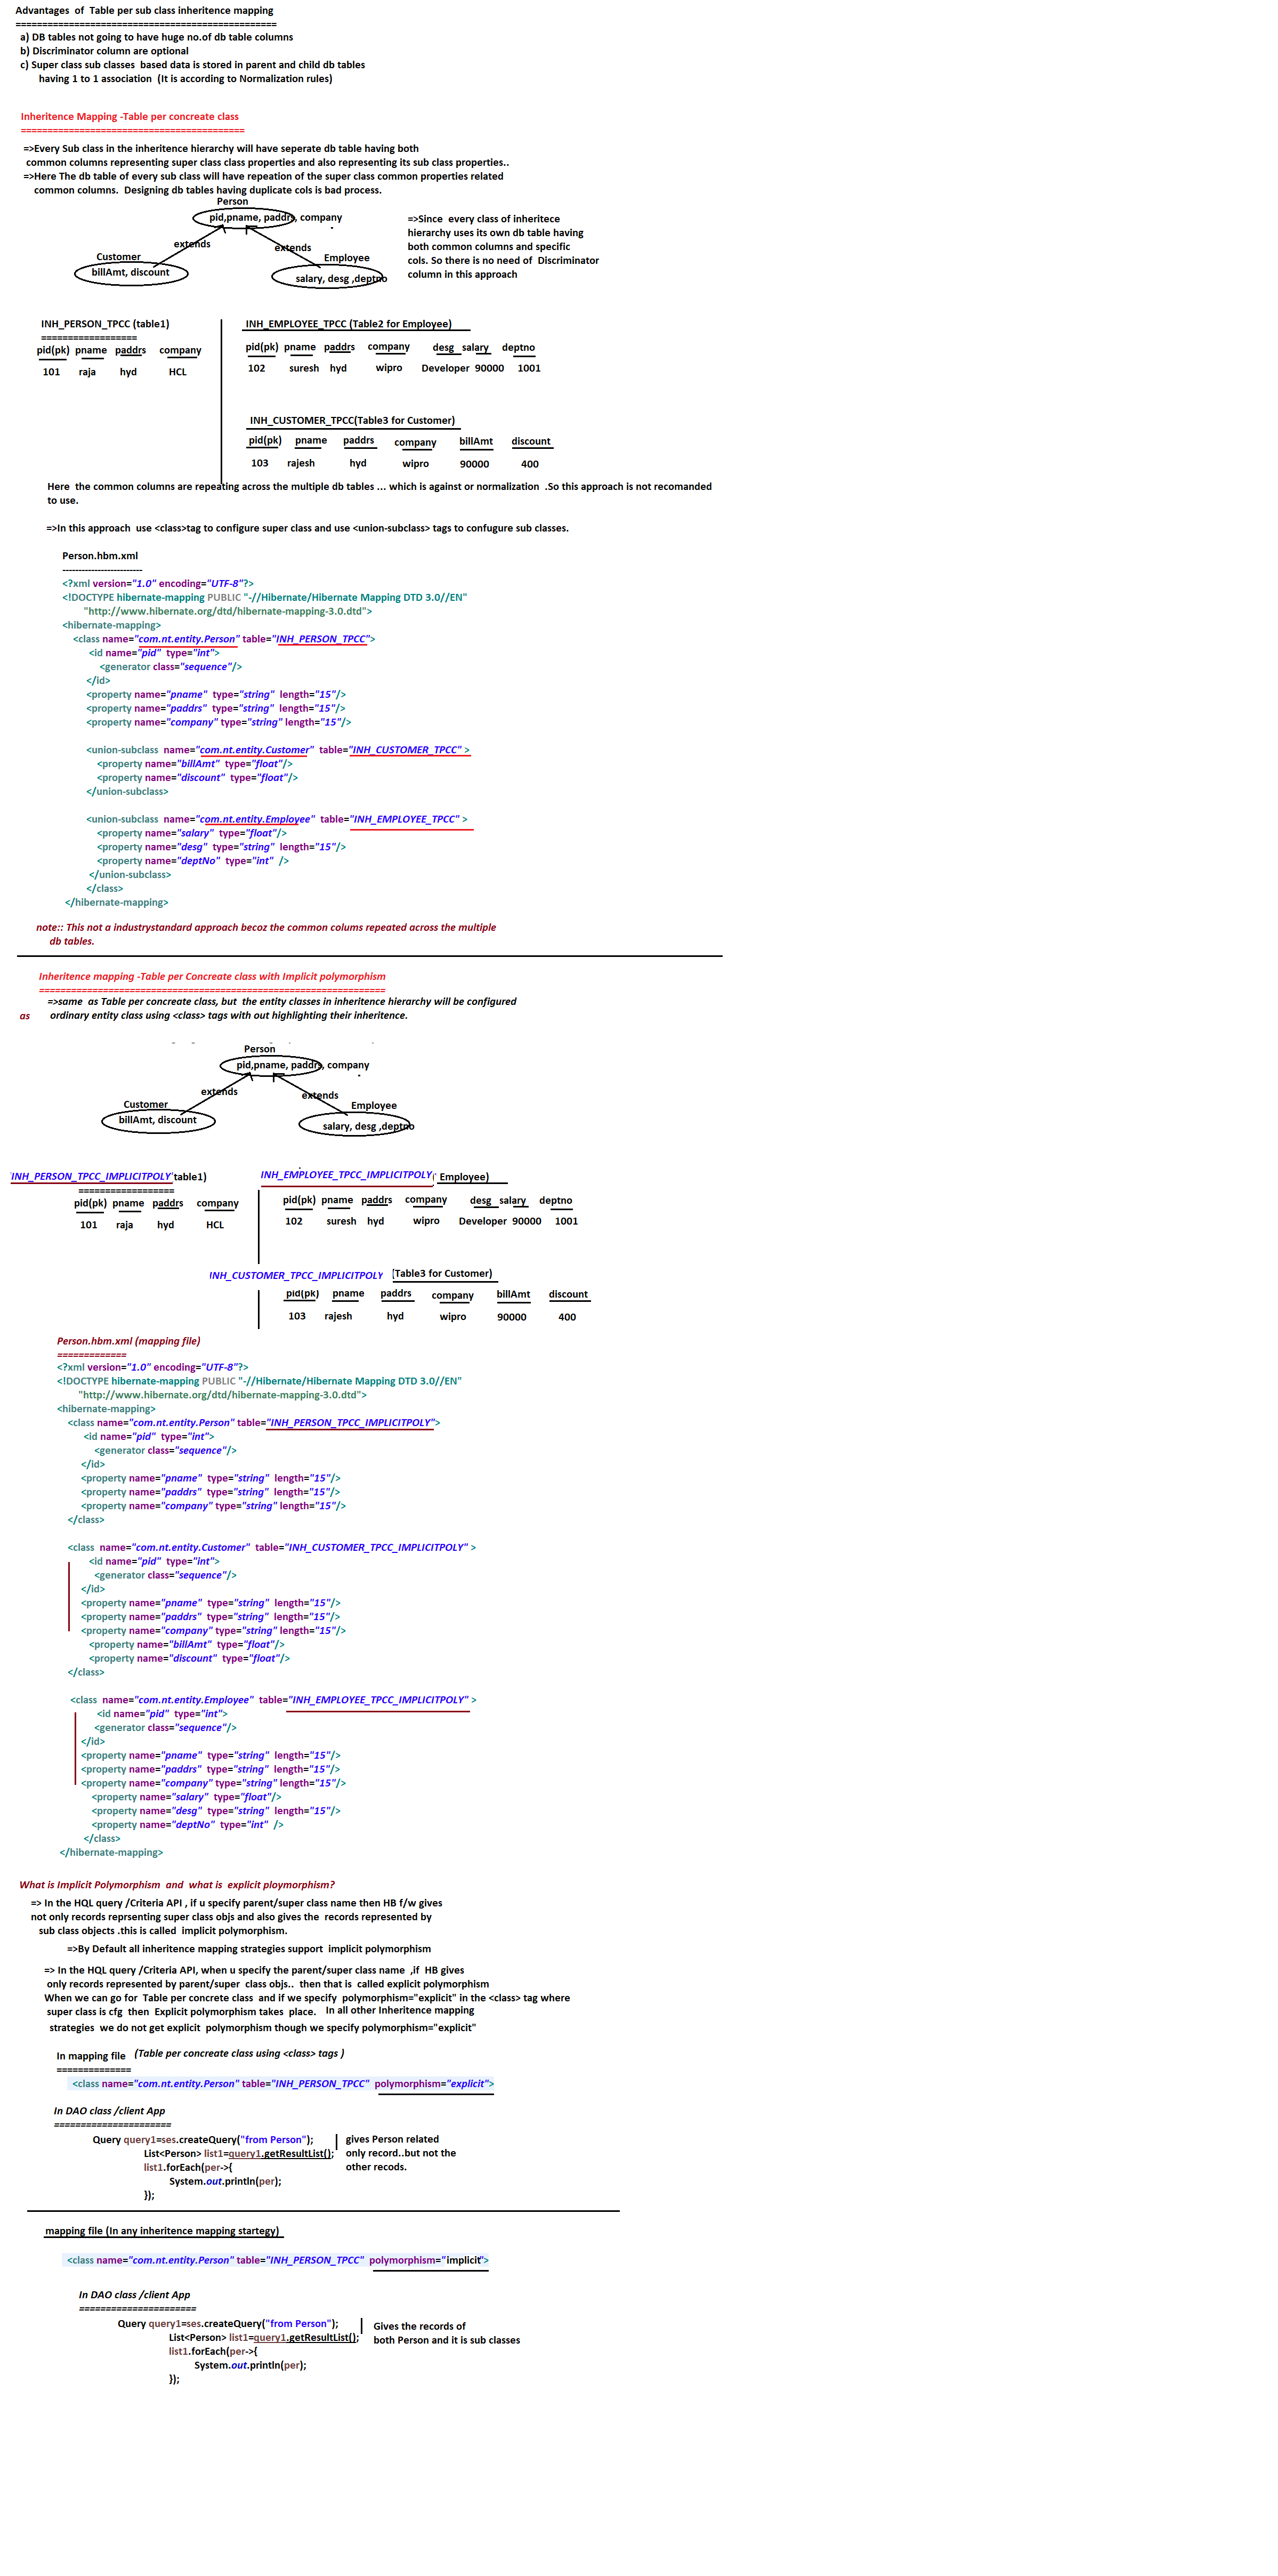 Advantages of Table per sub class inheritence mapping
=================================================
a) DB tables not going to have huge no.of db table columns
b) Discriminator column are optional
c) Super class sub classes based data is stored in parent and child db tables
having 1 to 1 association (It is according to Normalization rules)
Inheritence Mapping -Table per concreate class
==========================================
=>Every Sub class in the inheritence hierarchy will have seperate db table having both
common columns representing super class class properties and also representing its sub class properties..
=>Here The db table of every sub class will have repeation of the super class common properties related
common columns. Designing db tables having duplicate cols is bad process.
Person
pid,pname, paddrs, company
extends
extends
Customer
billAmt, discount
Employee
salary, desg ,deptno
=>Since every class of inheritece
hierarchy uses its own db table having
both common columns and specific
cols. So there is no need of Discriminator
column in this approach
INH_PERSON_TPCC (table1)
==================
pid(pk) pname paddrs company
101 raja hyd HCL
INH_EMPLOYEE_TPCC (Table2 for Employee)
pid(pk) pname paddrs company desg salary deptno
102 suresh hyd wipro Developer 90000 1001
INH_CUSTOMER_TPCC(Table3 for Customer)
pid(pk) pname paddrs company billAmt discount
103 rajesh hyd wipro 90000 400
Here the common columns are repeating across the multiple db tables ... which is against or normalization .So this approach is not recomanded
to use.
=>In this approach use <class>tag to configure super class and use <union-subclass> tags to confugure sub classes.
Person.hbm.xml
-------------------------
<?xml version="1.0" encoding="UTF-8"?>
<!DOCTYPE hibernate-mapping PUBLIC "-//Hibernate/Hibernate Mapping DTD 3.0//EN"
"http://www.hibernate.org/dtd/hibernate-mapping-3.0.dtd">
<hibernate-mapping>
<class name="com.nt.entity.Person" table="INH_PERSON_TPCC">
<id name="pid" type="int">
<generator class="sequence"/>
</id>
<property name="pname" type="string" length="15"/>
<property name="paddrs" type="string" length="15"/>
<property name="company" type="string" length="15"/>
<union-subclass name="com.nt.entity.Customer" table="INH_CUSTOMER_TPCC" >
<property name="billAmt" type="float"/>
<property name="discount" type="float"/>
</union-subclass>
<union-subclass name="com.nt.entity.Employee" table="INH_EMPLOYEE_TPCC" >
<property name="salary" type="float"/>
<property name="desg" type="string" length="15"/>
<property name="deptNo" type="int" />
</union-subclass>
</class>
</hibernate-mapping>
note:: This not a industrystandard approach becoz the common colums repeated across the multiple
db tables.
Inheritence mapping -Table per Concreate class with Implicit polymorphism
=================================================================
=>same as Table per concreate class, but the entity classes in inheritence hierarchy will be configured
as ordinary entity class using <class> tags with out highlighting their inheritence.
Person
pid,pname, paddrs, company
extends
extends
Customer
billAmt, discount
Employee
salary, desg ,deptno
INH_PERSON_TPCC_IMPLICITPOLY table1)
==================
pid(pk) pname paddrs company
101 raja hyd HCL
INH_EMPLOYEE_TPCC_IMPLICITPOLY Employee)
pid(pk) pname paddrs company desg salary deptno
102 suresh hyd wipro Developer 90000 1001
INH_CUSTOMER_TPCC_IMPLICITPOLY (Table3 for Customer)
pid(pk) pname paddrs company billAmt discount
103 rajesh hyd wipro 90000 400
Person.hbm.xml (mapping file)
=============
<?xml version="1.0" encoding="UTF-8"?>
<!DOCTYPE hibernate-mapping PUBLIC "-//Hibernate/Hibernate Mapping DTD 3.0//EN"
"http://www.hibernate.org/dtd/hibernate-mapping-3.0.dtd">
<hibernate-mapping>
<class name="com.nt.entity.Person" table="INH_PERSON_TPCC_IMPLICITPOLY">
<id name="pid" type="int">
<generator class="sequence"/>
</id>
<property name="pname" type="string" length="15"/>
<property name="paddrs" type="string" length="15"/>
<property name="company" type="string" length="15"/>
</class>
<class name="com.nt.entity.Customer" table="INH_CUSTOMER_TPCC_IMPLICITPOLY" >
<id name="pid" type="int">
<generator class="sequence"/>
</id>
<property name="pname" type="string" length="15"/>
<property name="paddrs" type="string" length="15"/>
<property name="company" type="string" length="15"/>
<property name="billAmt" type="float"/>
<property name="discount" type="float"/>
</class>
<class name="com.nt.entity.Employee" table="INH_EMPLOYEE_TPCC_IMPLICITPOLY" >
<id name="pid" type="int">
<generator class="sequence"/>
</id>
<property name="pname" type="string" length="15"/>
<property name="paddrs" type="string" length="15"/>
<property name="company" type="string" length="15"/>
<property name="salary" type="float"/>
<property name="desg" type="string" length="15"/>
<property name="deptNo" type="int" />
</class>
</hibernate-mapping>
What is Implicit Polymorphism and what is explicit ploymorphism?
=> In the HQL query /Criteria API , if u specify parent/super class name then HB f/w gives
not only records reprsenting super class objs and also gives the records represented by
sub class objects .this is called implicit polymorphism.
=>By Default all inheritence mapping strategies support implicit polymorphism
=> In the HQL query /Criteria API, when u specify the parent/super class name ,if HB gives
only records represented by parent/super class objs.. then that is called explicit polymorphism
When we can go for Table per concrete class and if we specify polymorphism="explicit" in the <class> tag where
super class is cfg then Explicit polymorphism takes place. In all other Inheritence mapping
strategies we do not get explicit polymorphism though we specify polymorphism="explicit"
In mapping file (Table per concreate class using <class> tags )
==============
<class name="com.nt.entity.Person" table="INH_PERSON_TPCC" polymorphism="explicit">
In DAO class /client App
======================
Query query1=ses.createQuery("from Person");
List<Person> list1=query1.getResultList();
list1.forEach(per->{
System.out.println(per);
});
gives Person related
only record..but not the
other recods.
mapping file (In any inheritence mapping startegy)
<class name="com.nt.entity.Person" table="INH_PERSON_TPCC" polymorphism="implicit">
In DAO class /client App
======================
Query query1=ses.createQuery("from Person");
List<Person> list1=query1.getResultList();
list1.forEach(per->{
System.out.println(per);
});
Gives the records of
both Person and it is sub classes